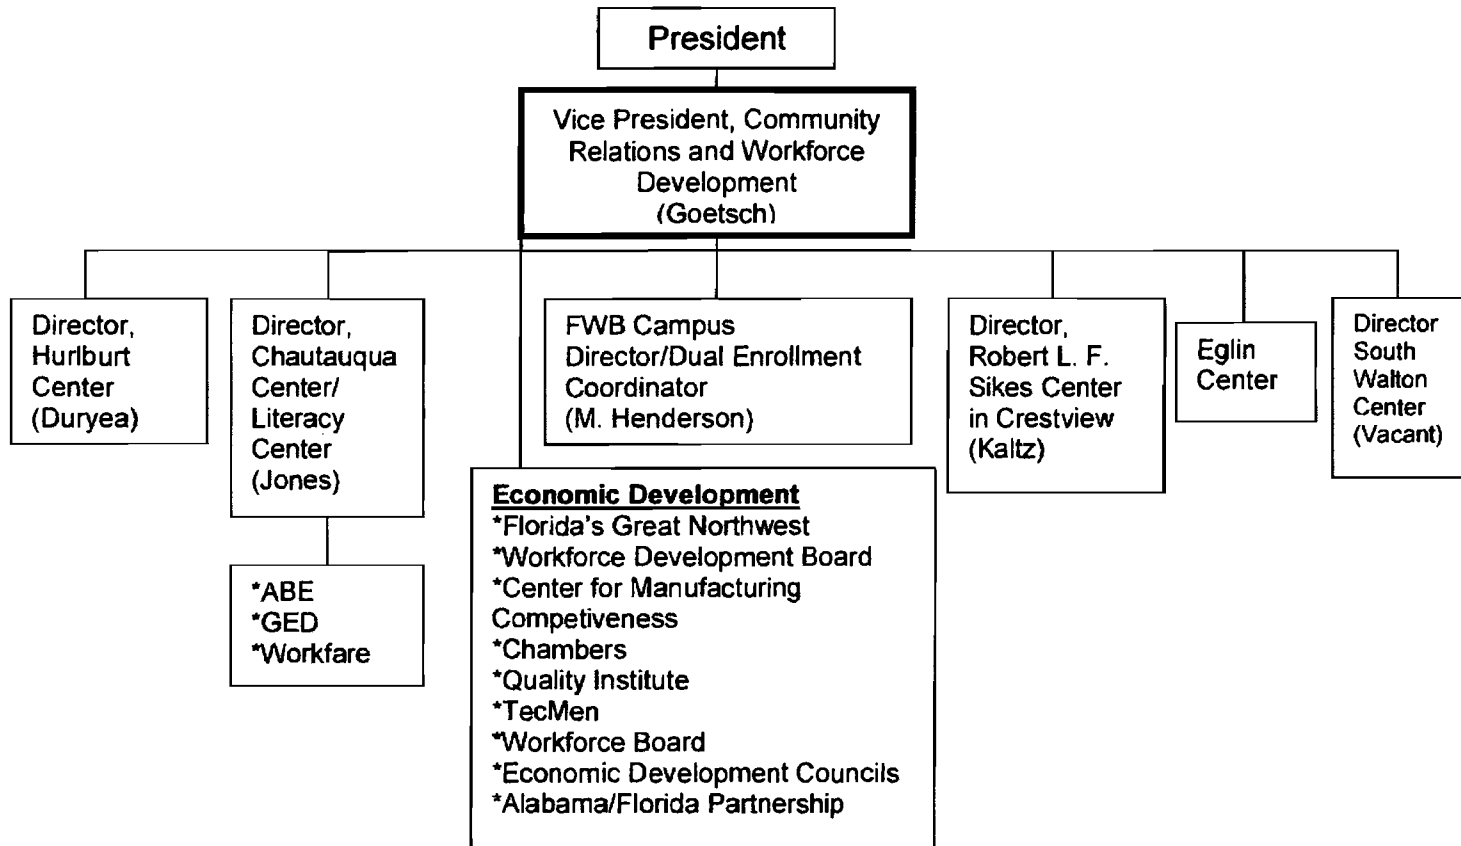 President
Vice President, Community
Relations and Workforce
Development
(Goetsch)
Director,
Hurlburt
Center
(Duryea)
Director,
Chautauqua
Center/
Literacy
Center
(Jones)
FWB Campus
Director/Dual Enrollment
Coordinator
(M. Henderson)
Director,
Robert L. F.
Sikes Center
in Crestview
(Kaltz)
Eglin
Center
Director
South
Walton
Center
(Vacant)
*ABE
*GED
*Workfare
Economic Development
*Florida's Great Northwest
*Workforce Development Board
*Center for Manufacturing
Competiveness
*Chambers
*Quality Institute
*TecMen
*Workforce Board
*Economic Development Councils
*Alabama/Florida Partnership